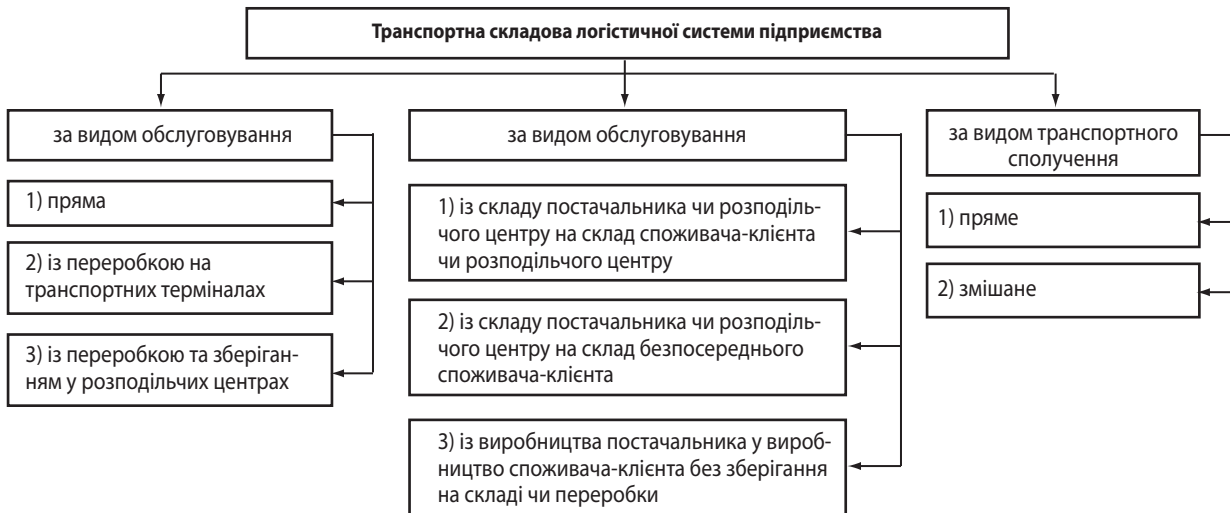 Транспортна складова логістичної системи підприємства
за видом обслуговування
1) пряма
2) із переробкою на
транспортних терміналах
3) із переробкою та зберіган-
ням у розподільчих центрах
за видом обслуговування
1) із складу постачальника чи розподіль-
чого центру на склад споживача-клієнта
чи розподільчого центру
2) із складу постачальника чи розподіль-
чого центру на склад безпосереднього
споживача-клієнта
3) із виробництва постачальника у вироб-
ництво споживача-клієнта без зберігання
на складі чи переробки
за видом транспортного
сполучення
1) пряме
2) змішане